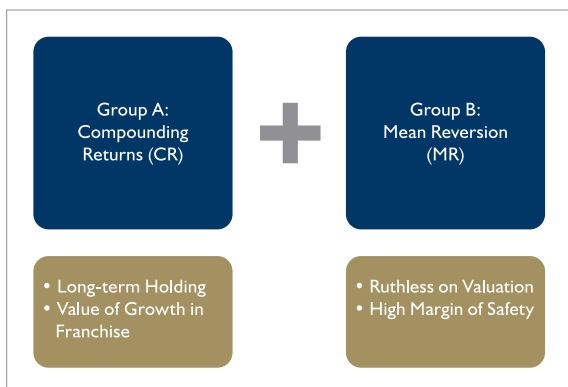 Group A:
Compounding
Returns (CR)
Group B:
Mean Reversion
(MR)
• Long-term Holding
• Value of Growth in
Franchise
• Ruthless on Valuation
• High Margin of Safety